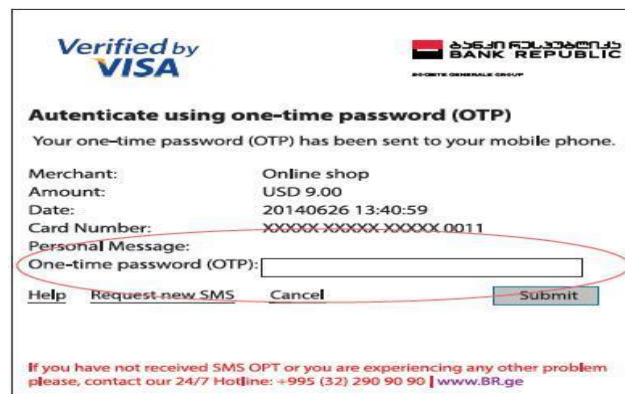 Verified by
VISA
ᲑᲐᲜᲙᲘ ᲠᲔᲡᲞᲣᲑᲚᲘᲙᲐ
BANK REPUBLIC
SOCIETE GENERALE GROUP
Autenticate using one-time password (OTP)
Your one-time password (OTP) has been sent to your mobile phone.
Merchant: Online shop
Amount: USD 9.00
Date: 20140626 13:40:59
Card Number: XXXXX XXXXX XXXXX 0011
Personal Message:
One-time password (OTP):
Help Request new SMS Cancel Submit
If you have not received SMS OPT or you are experiencing any other problem
please, contact our 24/7 Hotline: +995 (32) 290 90 90 | www.BR.ge